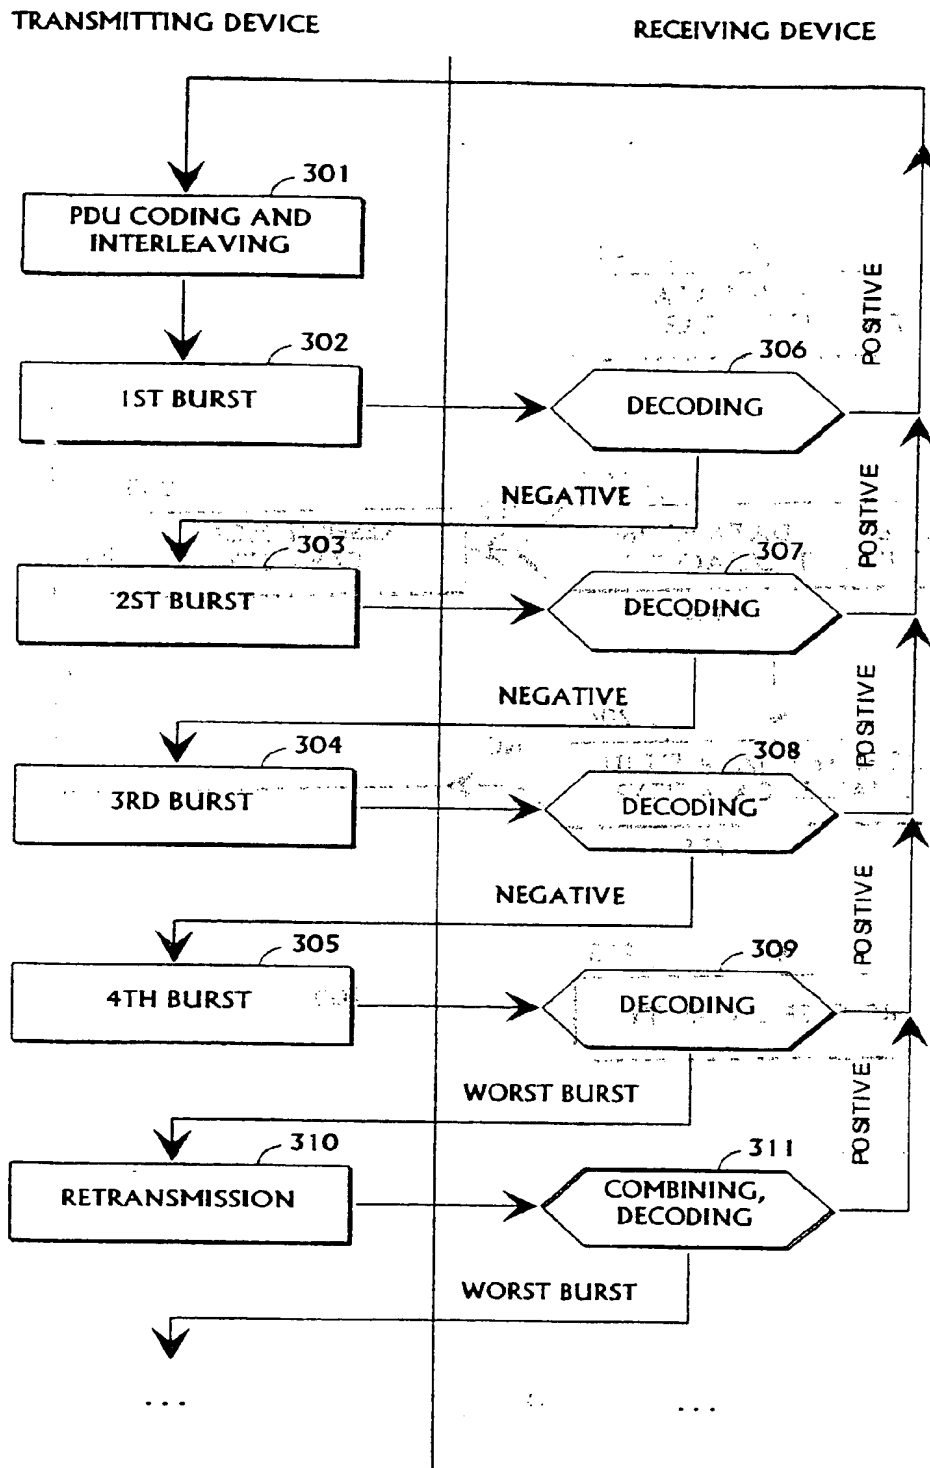 TRANSMITTING DEVICE
RECEIVING DEVICE
301
PDU CODING AND
INTERLEAVING
POSITIVE
302
1ST BURST
306
DECODING
NEGATIVE
POSITIVE
303
2ST BURST
307
DECODING
NEGATIVE
POSITIVE
304
3RD BURST
308
DECODING
NEGATIVE
POSITIVE
305
4TH BURST
309
DECODING
WORST BURST
POSITIVE
310
RETRANSMISSION
311
COMBINING,
DECODING
WORST BURST
...
...